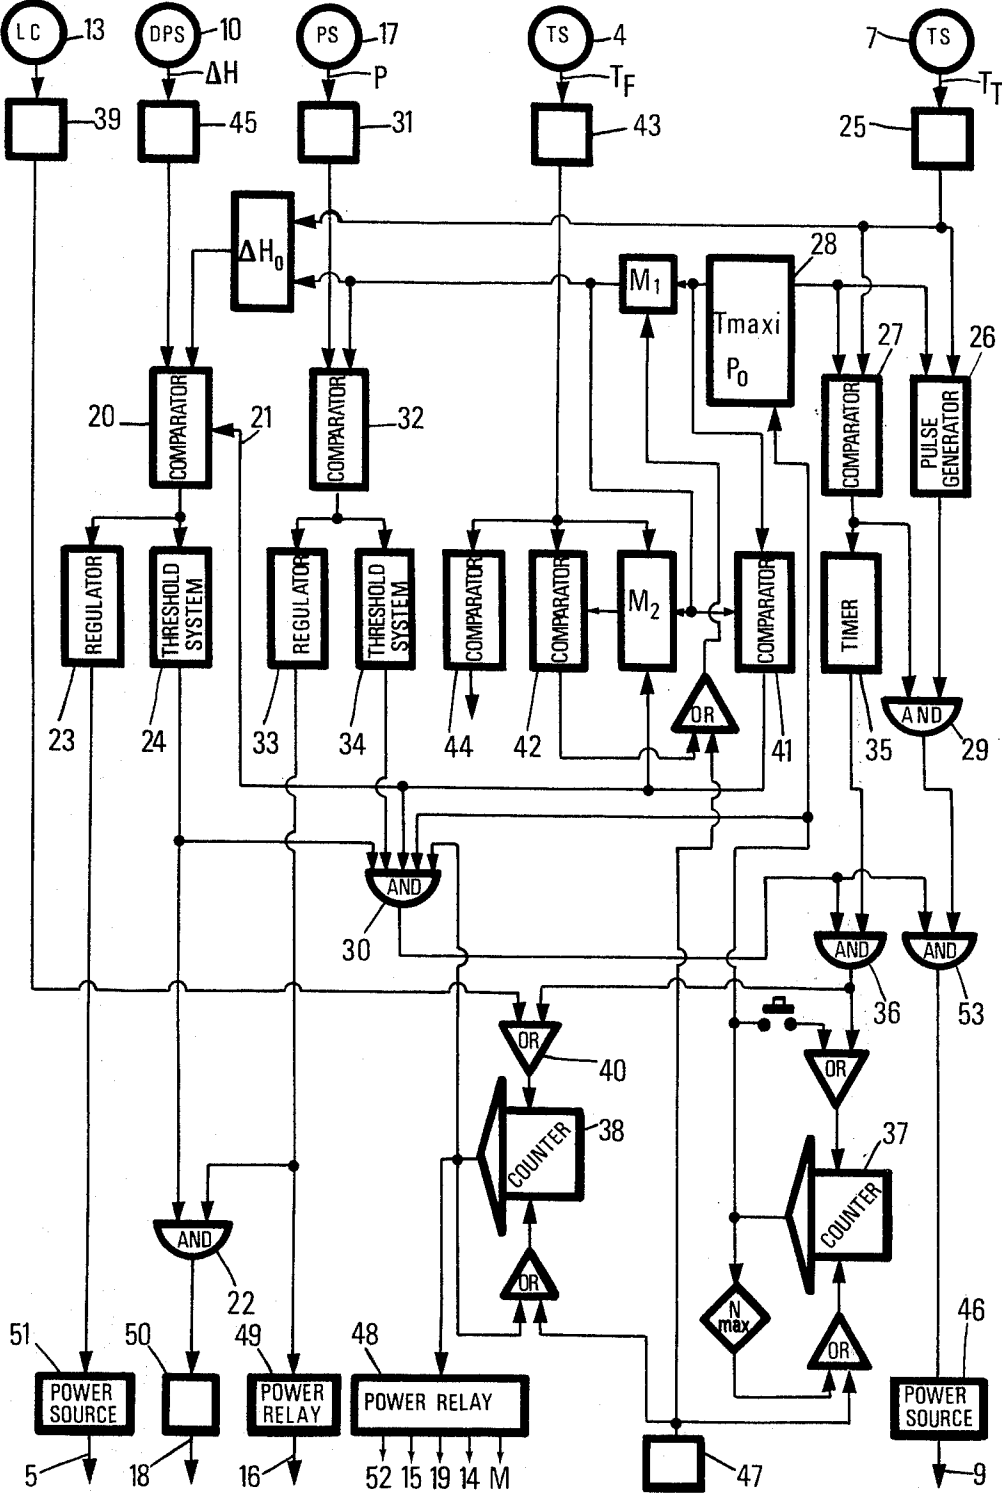 LC
13
DPS
10
PS
17
TS
4
7
TS
ΔH
P
T_F
T_T
39
45
31
43
25
ΔH₀
M₁
28
Tmaxi
P₀
27
26
20
21
32
COMPARATOR
COMPARATOR
COMPARATOR
PULSE
GENERATOR
REGULATOR
THRESHOLD
SYSTEM
REGULATOR
THRESHOLD
SYSTEM
COMPARATOR
COMPARATOR
M₂
COMPARATOR
TIMER
OR
AND
23
24
33
34
44
42
41
35
29
AND
30
AND
AND
36
53
OR
40
OR
COUNTER
38
37
COUNTER
AND
22
OR
N
max
OR
51
50
49
48
46
POWER
SOURCE
POWER
RELAY
POWER RELAY
POWER
SOURCE
5
18
16
52
15
19
14
M
47
9